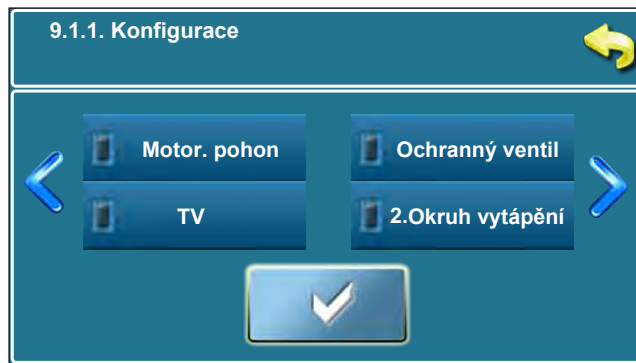 9.1.1. Konfigurace
Motor. pohon
Ochranný ventil
TV
2.Okruh vytápění